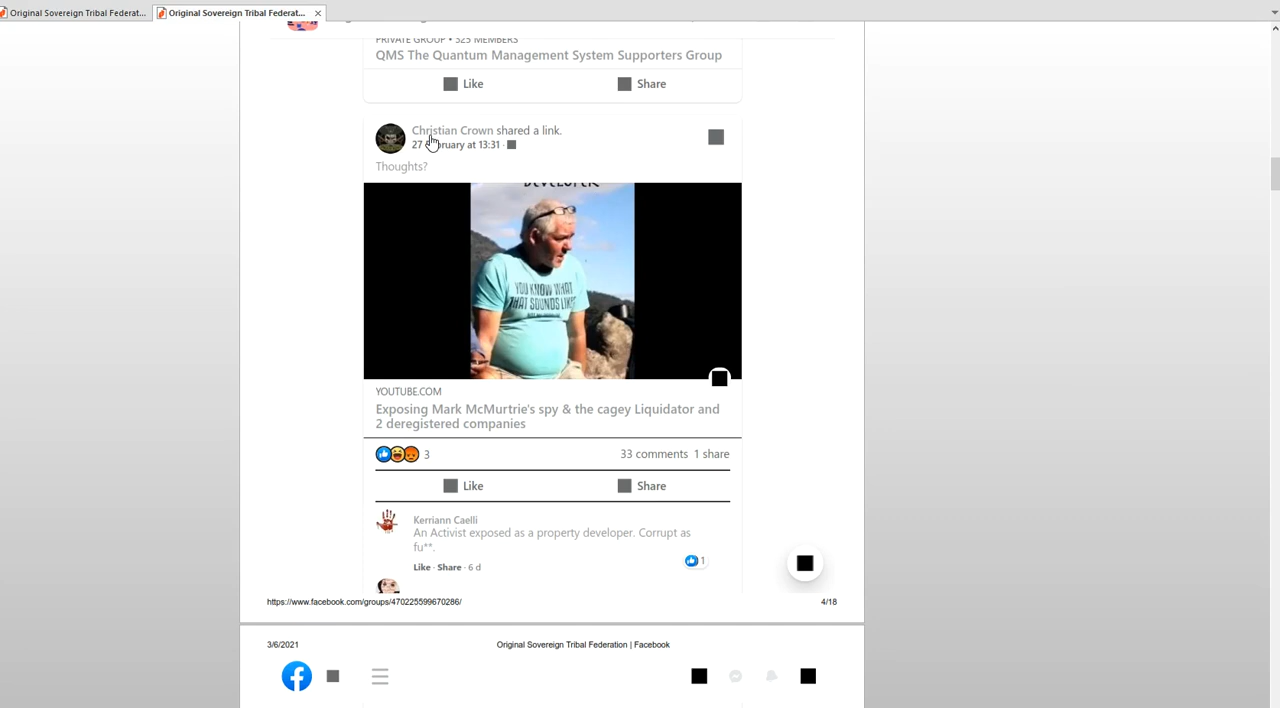 Original Sovereign Tribal Federat...
Original Sovereign Tribal Federat...
PRIVATE GROUP • 525 MEMBERS
QMS The Quantum Management System Supporters Group
Like
Share
Christian Crown shared a link.
27 February at 13:31 ·
Thoughts?
DEVELOPER
YOU KNOW WHAT
THAT SOUNDS LIKE?
YOUTUBE.COM
Exposing Mark McMurtrie's spy & the cagey Liquidator and
2 deregistered companies
3
33 comments 1 share
Like
Share
Kerriann Caelli
An Activist exposed as a property developer. Corrupt as
fu**.
1
Like · Share · 6 d
https://www.facebook.com/groups/470225599670286/
4/18
3/6/2021
Original Sovereign Tribal Federation | Facebook